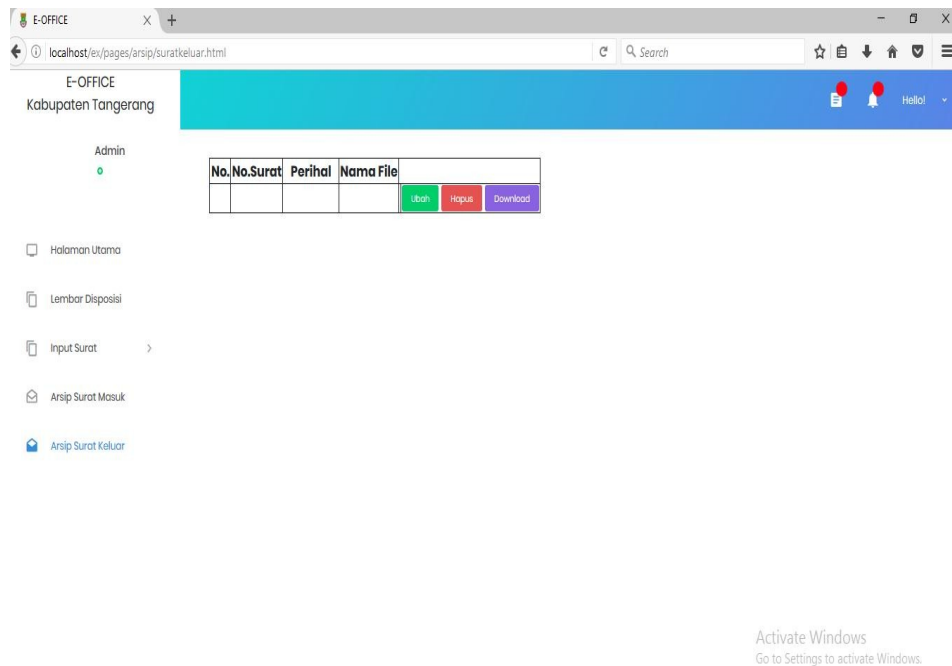 E-OFFICE
localhost/ex/pages/arsip/suratkeluar.html
Search
E-OFFICE
Kabupaten Tangerang
Hello!
Admin
No. No.Surat Perihal Nama File
Ubah Hapus Download
Halaman Utama
Lembar Disposisi
Input Surat
Arsip Surat Masuk
Arsip Surat Keluar
Activate Windows
Go to Settings to activate Windows.